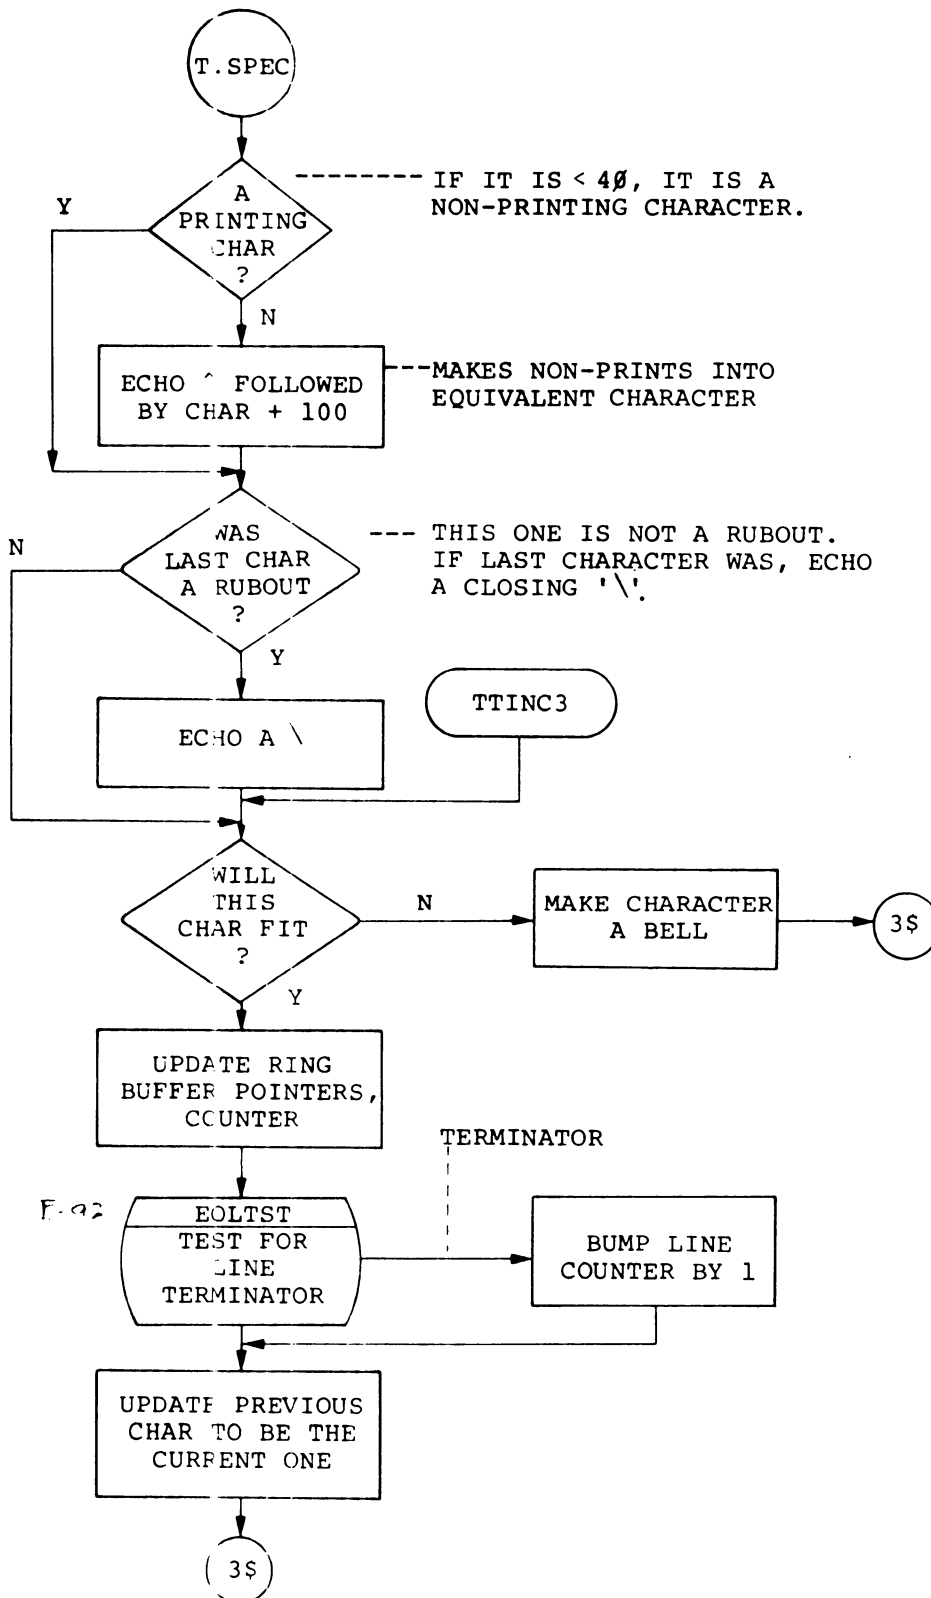 T.SPEC
A
PRINTING
CHAR
?
IF IT IS < 4Ø, IT IS A
NON-PRINTING CHARACTER.
Y
N
ECHO ^ FOLLOWED
BY CHAR + 100
MAKES NON-PRINTS INTO
EQUIVALENT CHARACTER
WAS
LAST CHAR
A RUBOUT
?
THIS ONE IS NOT A RUBOUT.
IF LAST CHARACTER WAS, ECHO
A CLOSING '\'.
N
Y
ECHO A \
TTINC3
WILL
THIS
CHAR FIT
?
N
MAKE CHARACTER
A BELL
3$
Y
UPDATE RING
BUFFER POINTERS,
COUNTER
TERMINATOR
EOLTST
TEST FOR
LINE
TERMINATOR
BUMP LINE
COUNTER BY 1
UPDATE PREVIOUS
CHAR TO BE THE
CURRENT ONE
3$